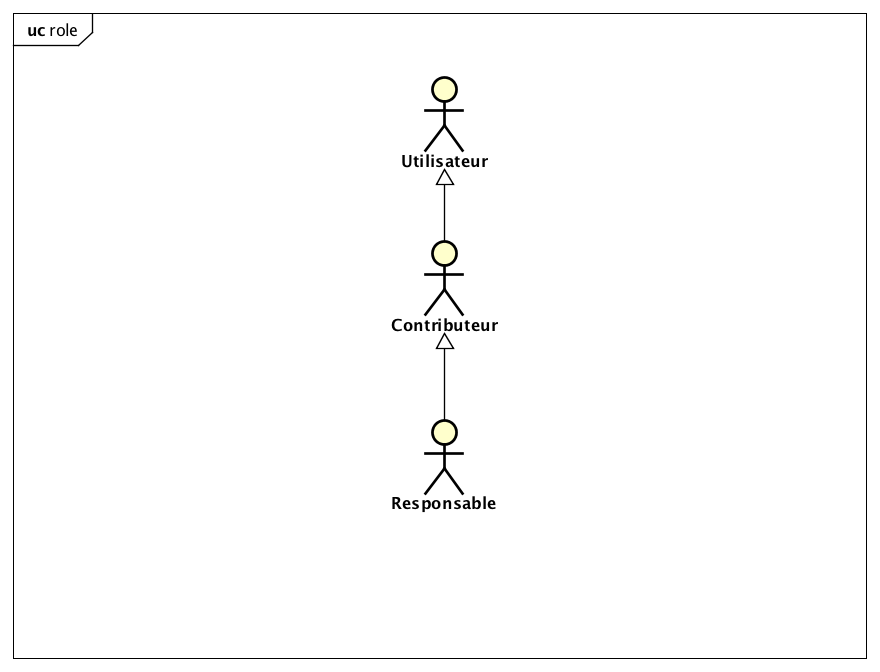 uc role
Utilisateur
Contributeur
Responsable